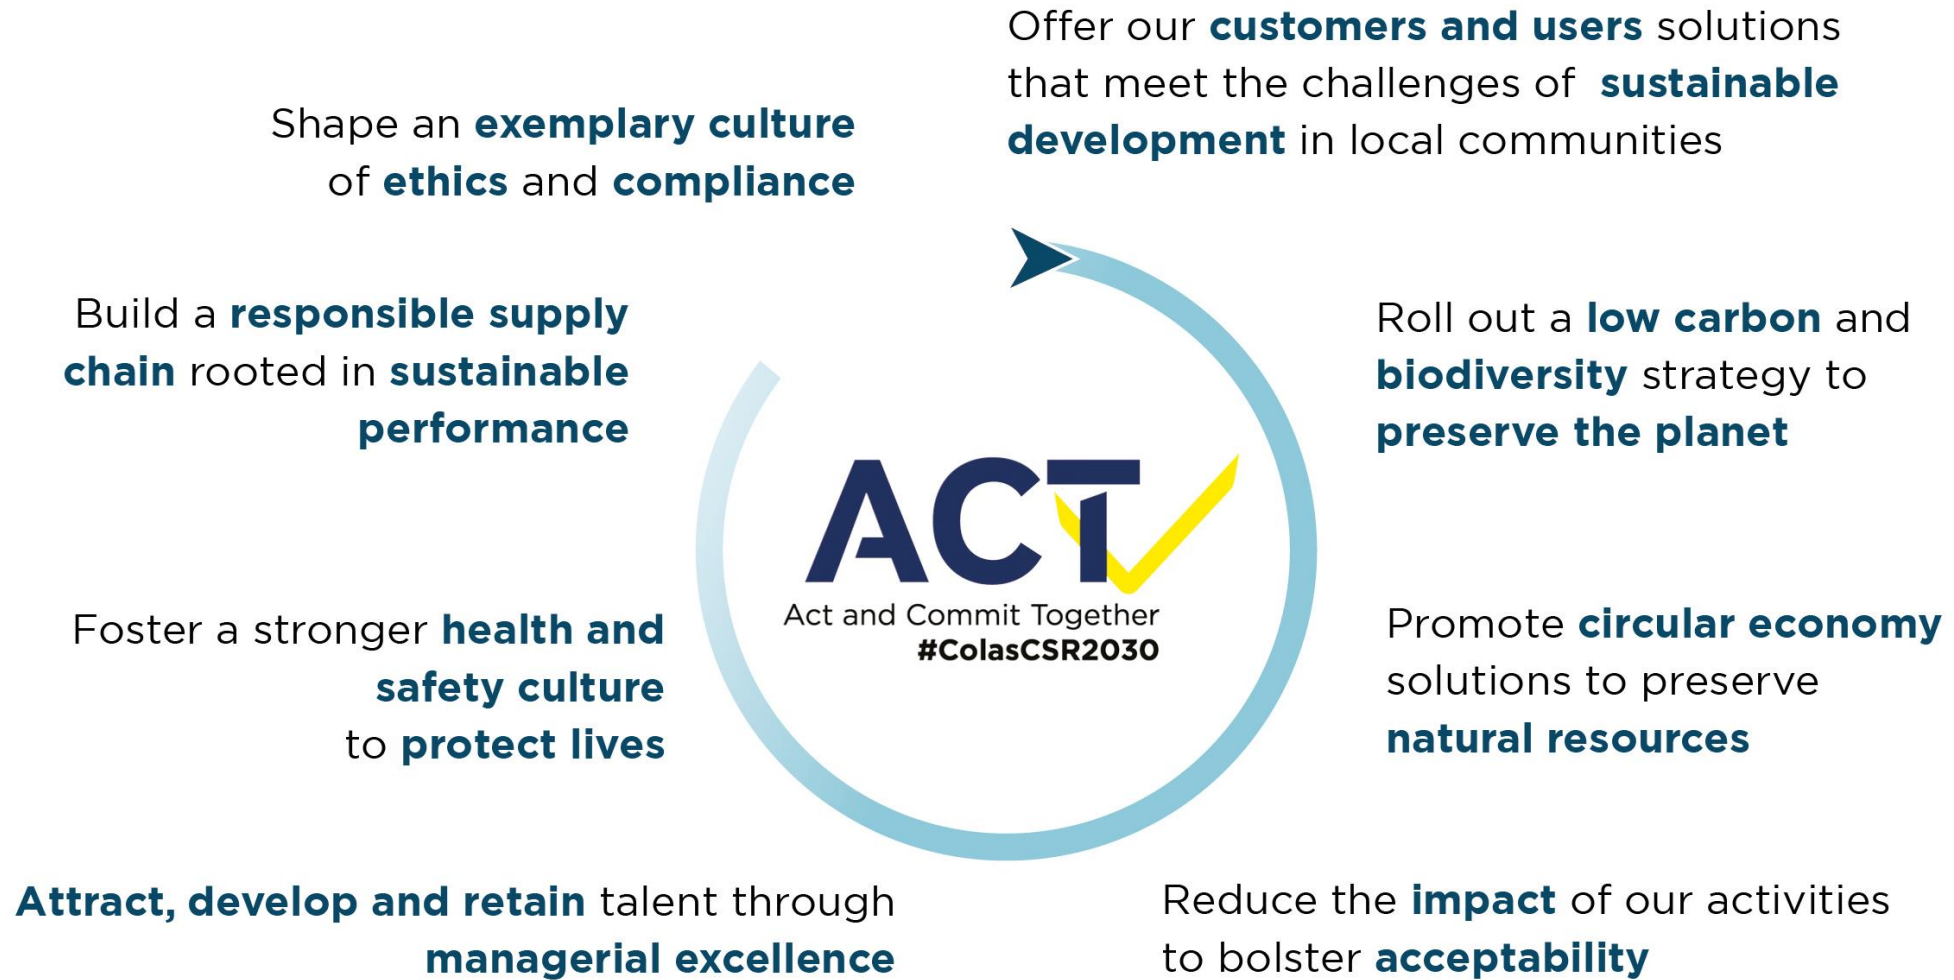 Offer our customers and users solutions
that meet the challenges of sustainable
development in local communities
Roll out a low carbon and
biodiversity strategy to
preserve the planet
Promote circular economy
solutions to preserve
natural resources
Reduce the impact of our activities
to bolster acceptability
Attract, develop and retain talent through
managerial excellence
Foster a stronger health and
safety culture
to protect lives
Build a responsible supply
chain rooted in sustainable
performance
Shape an exemplary culture
of ethics and compliance
ACT
Act and Commit Together
#ColasCSR2030